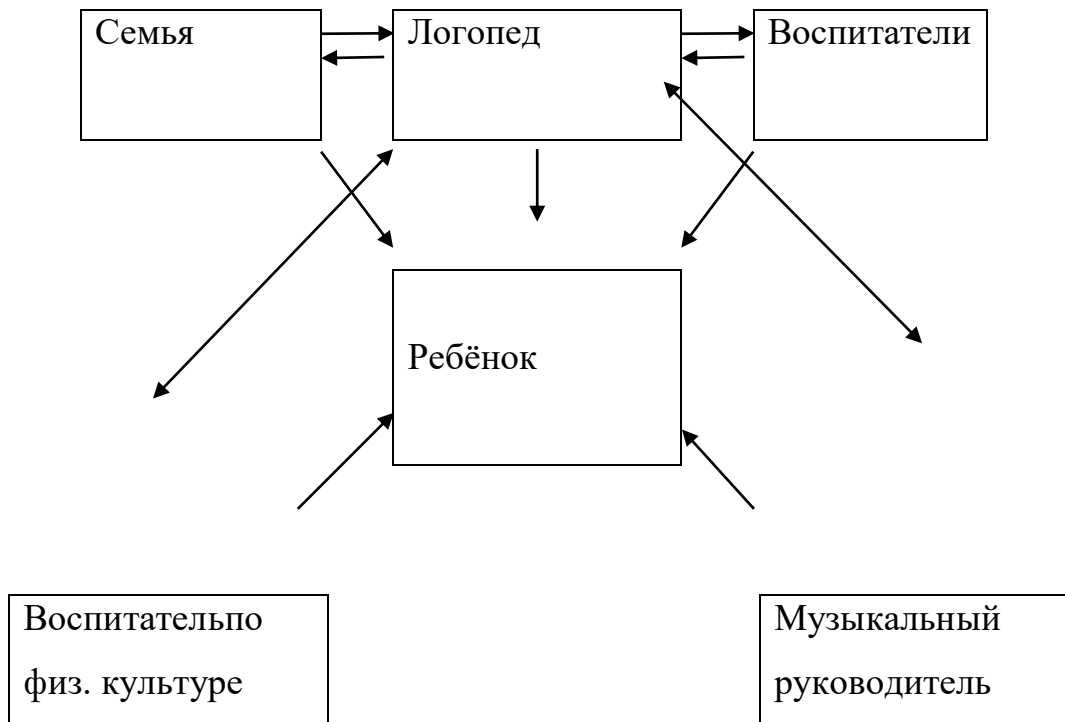 Семья
Логопед
Воспитатели
Ребёнок
Воспитательпо
физ. культуре
Музыкальный
руководитель